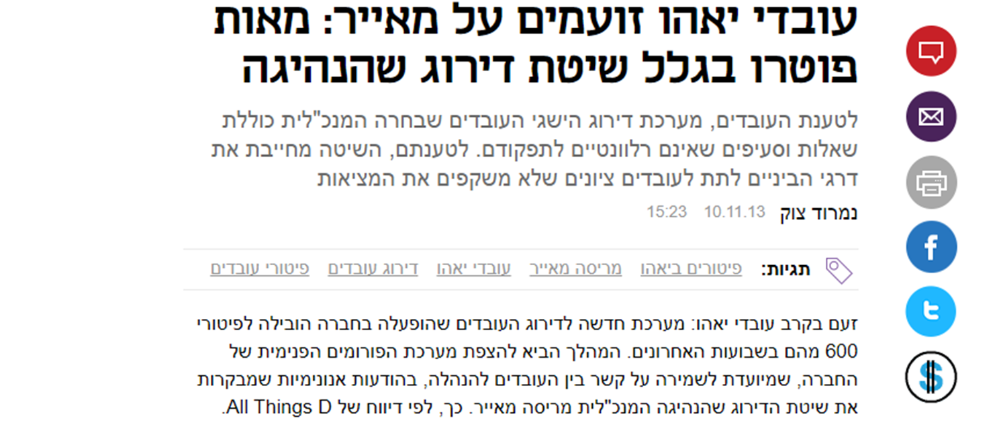 עובדי יאהו זועמים על מאייר: מאות
פוטרו בגלל שיטת דירוג שהנהיגה
לטענת העובדים, מערכת דירוג הישגי העובדים שבחרה המנכ"לית כוללת
שאלות וסעיפים שאינם רלוונטיים לתפקודם. לטענתם, השיטה מחייבת את
דרגי הביניים לתת לעובדים ציונים שלא משקפים את המציאות
נמרוד צוק 10.11.13 15:23
תגיות: פיטורים ביאהו מריסה מאייר עובדי יאהו דירוג עובדים פיטורי עובדים
זעם בקרב עובדי יאהו: מערכת חדשה לדירוג העובדים שהופעלה בחברה הובילה לפיטורי
600 מהם בשבועות האחרונים. המהלך הביא להצפת מערכת הפורומים הפנימית של
החברה, שמיועדת לשמירה על קשר בין העובדים להנהלה, בהודעות אנונימיות שמבקרות
את שיטת הדירוג שהנהיגה המנכ"לית מריסה מאייר. כך, לפי דיווח של All Things D.